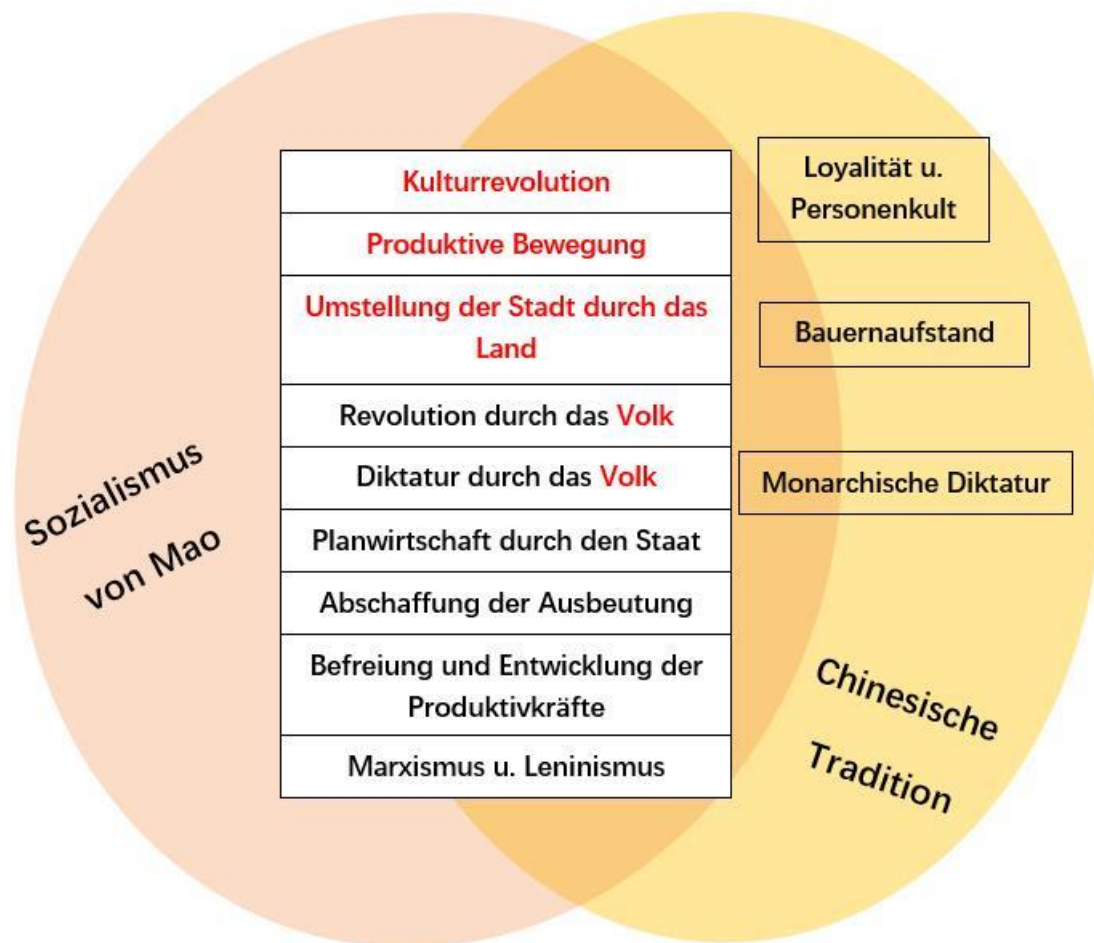 Kulturrevolution
Produktive Bewegung
Umstellung der Stadt durch das
Land
Revolution durch das Volk
Diktatur durch das Volk
Planwirtschaft durch den Staat
Abschaffung der Ausbeutung
Befreiung und Entwicklung der
Produktivkräfte
Marxismus u. Leninismus
Loyalität u.
Personenkult
Bauernaufstand
Monarchische Diktatur
Sozialismus
von Mao
Chinesische
Tradition